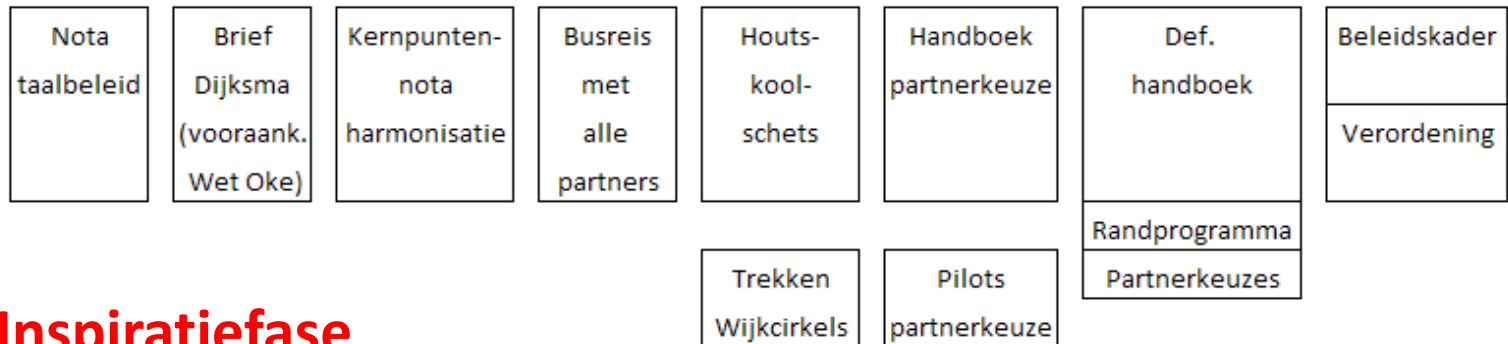 Nota
taalbeleid
Brief
Dijksma
(vooraank.
Wet Oke)
Kernpunten-
nota
harmonisatie
Busreis
met
alle
partners
Houts-
kool-
schets
Handboek
partnerkeuze
Def.
handboek
Randprogramma
Partnerkeuzes
Beleidskader
Verordening
Trekken
Wijkcirkels
Pilots
partnerkeuze
Inspiratiefase